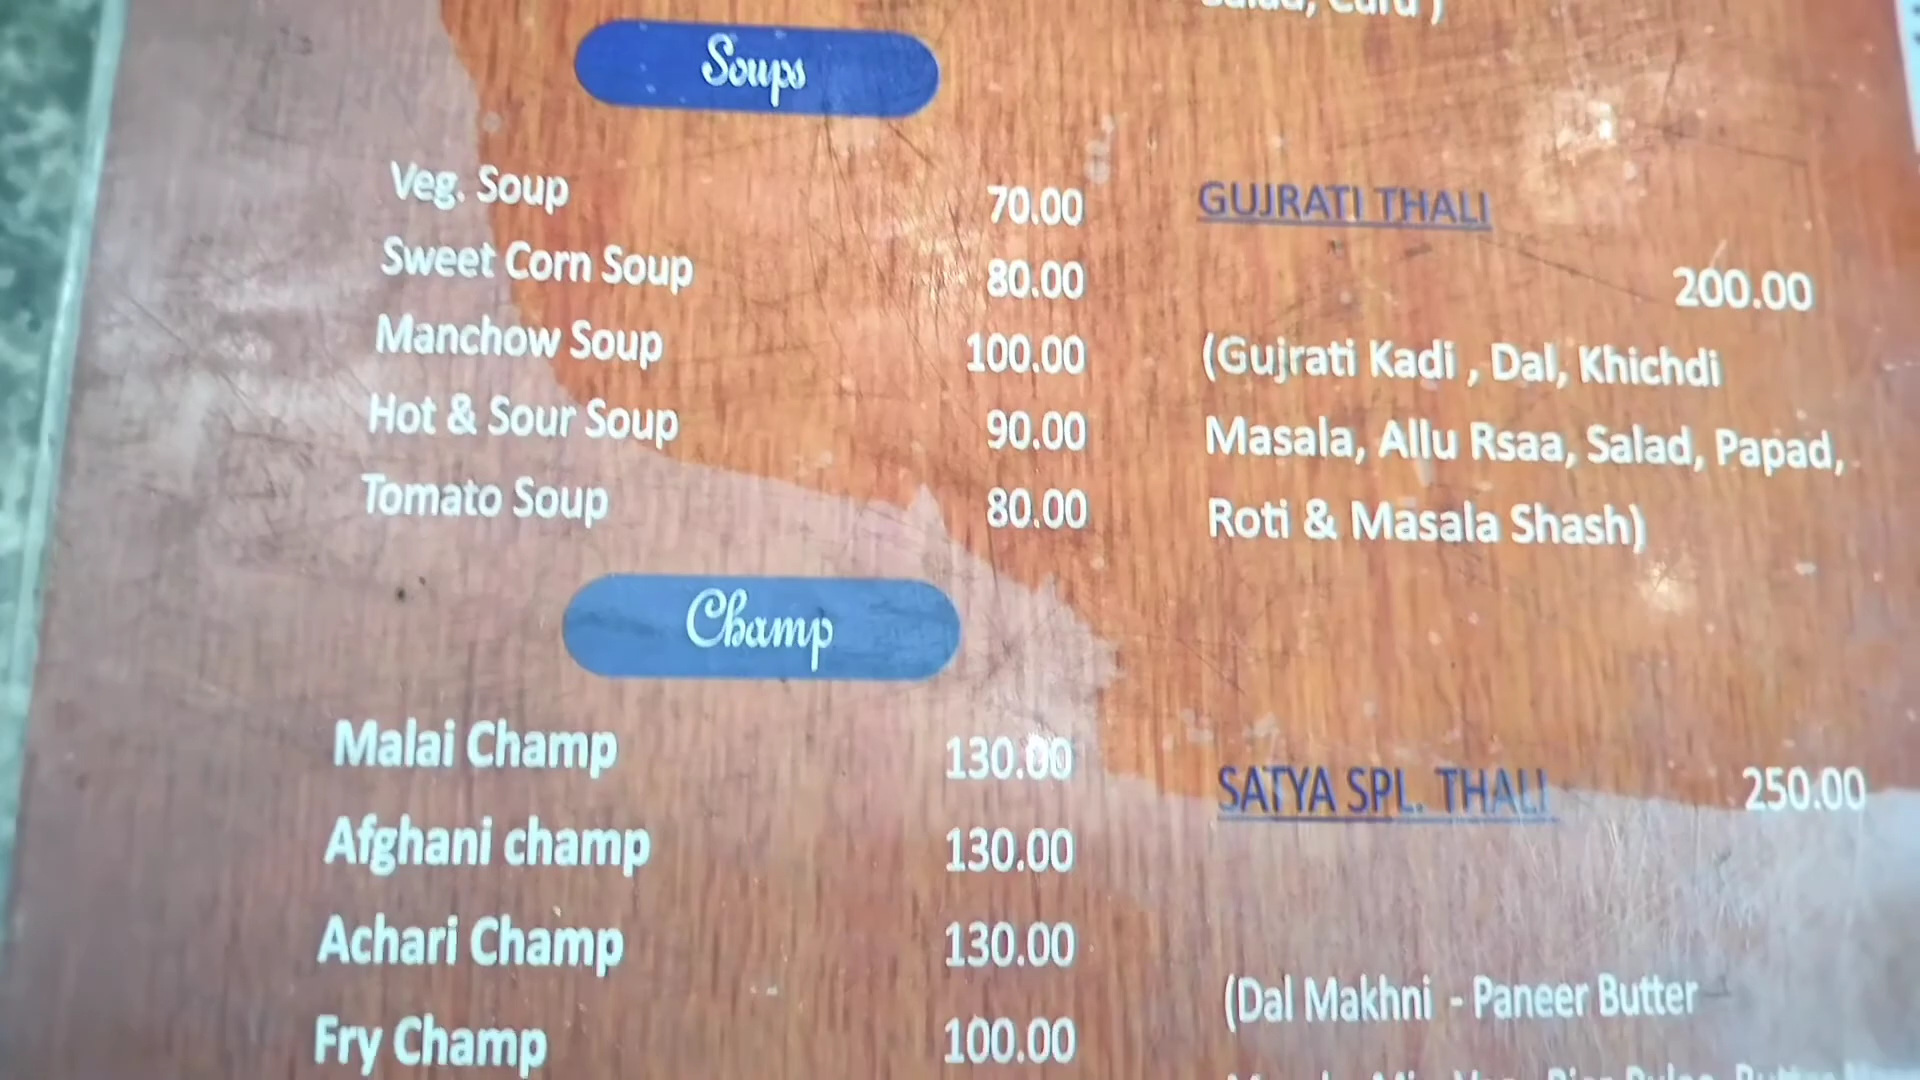 Salad, Curd )
Soups
Veg. Soup 70.00
Sweet Corn Soup 80.00
Manchow Soup 100.00
Hot & Sour Soup 90.00
Tomato Soup 80.00
Champ
Malai Champ 130.00
Afghani champ 130.00
Achari Champ 130.00
Fry Champ 100.00
GUJRATI THALI
200.00
(Gujrati Kadi , Dal, Khichdi
Masala, Allu Rsaa, Salad, Papad,
Roti & Masala Shash)
SATYA SPL. THALI 250.00
(Dal Makhni - Paneer Butter